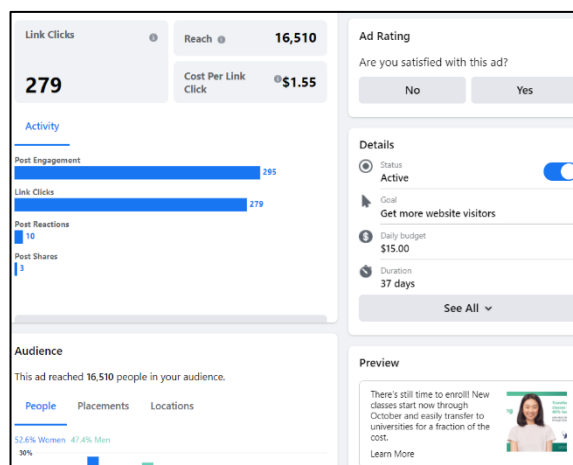 Link Clicks
279
Reach 16,510
Cost Per Link
Click
$1.55
Activity
Post Engagement
295
Link Clicks
279
Post Reactions
10
Post Shares
3
Audience
This ad reached 16,510 people in your audience.
People Placements Locations
52.6% Women 47.4% Men
30%
Ad Rating
Are you satisfied with this ad?
No Yes
Details
Status
Active
Goal
Get more website visitors
Daily budget
$15.00
Duration
37 days
See All
Preview
There's still time to enroll! New
classes start now through
October and easily transfer to
universities for a fraction of the
cost.
Learn More